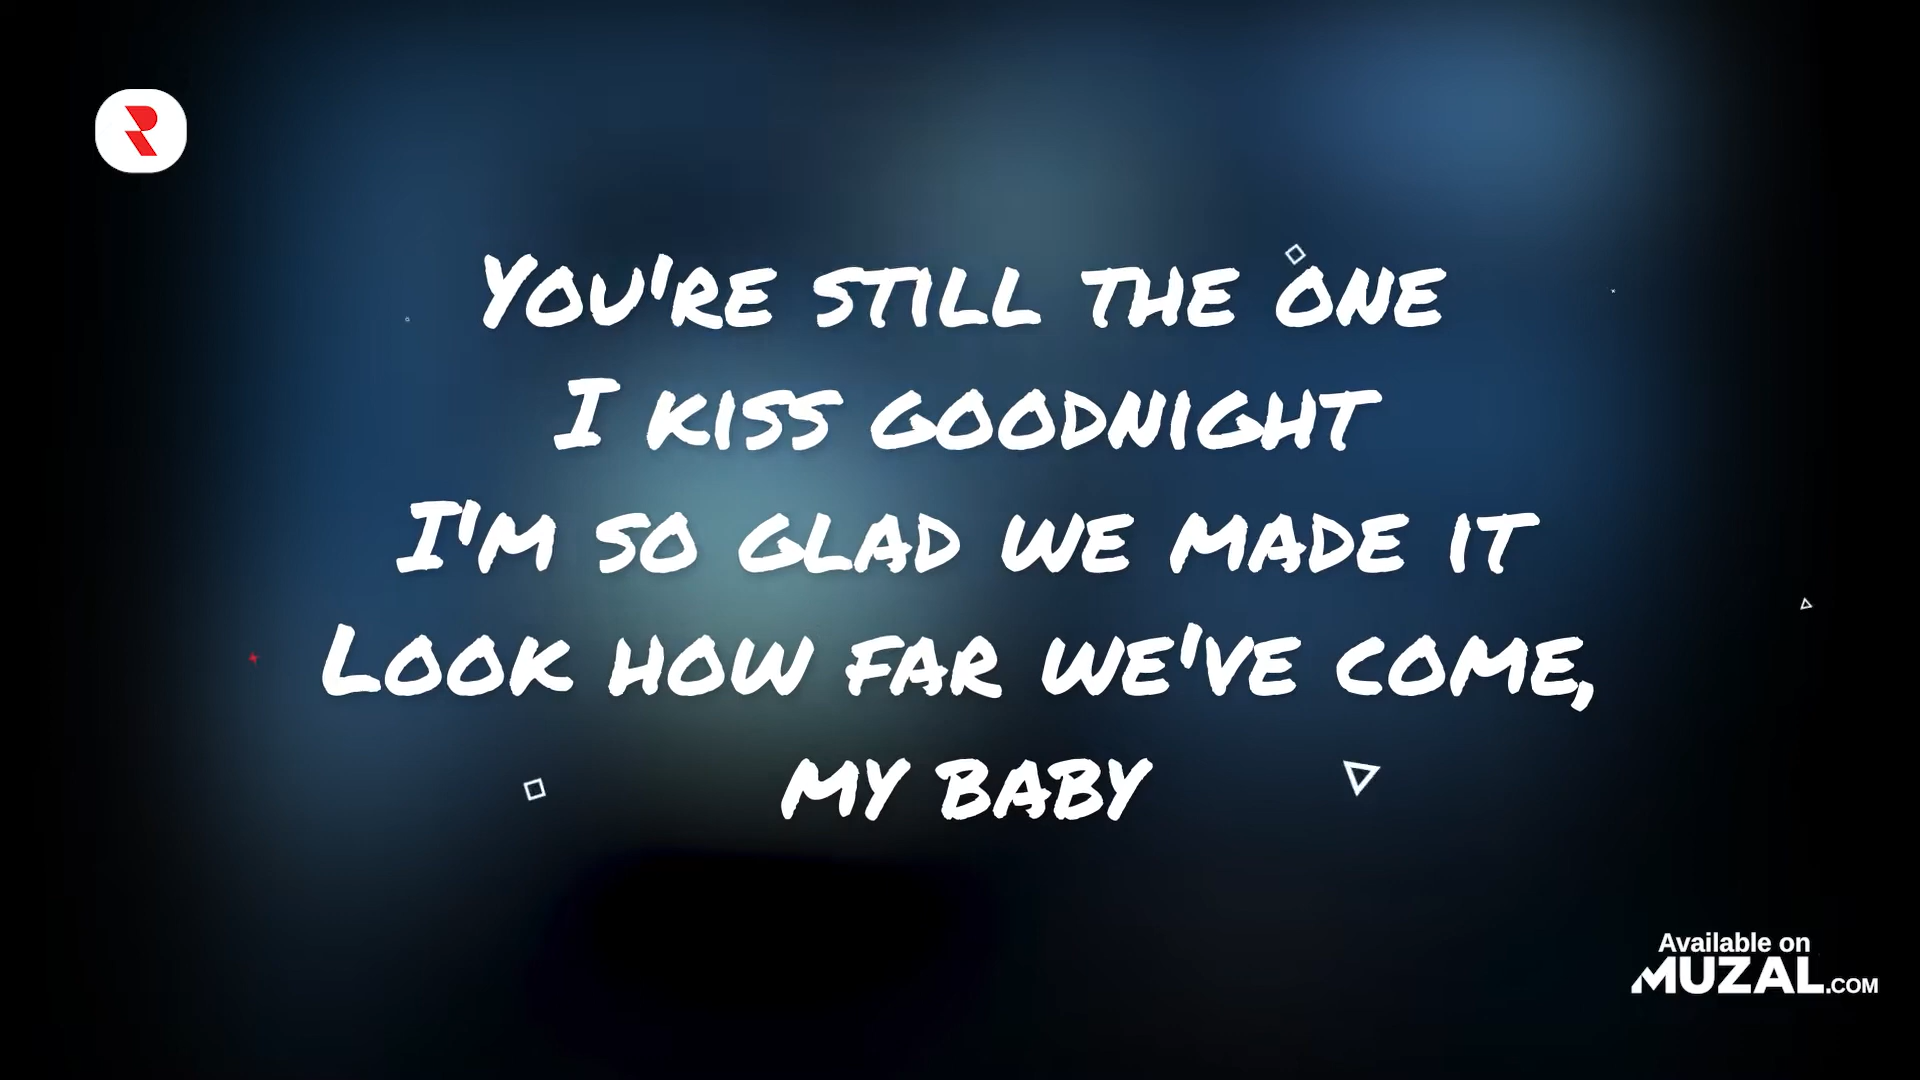 You're still the one
I kiss goodnight
I'm so glad we made it
Look how far we've come,
my baby
Available on
MUZAL.COM